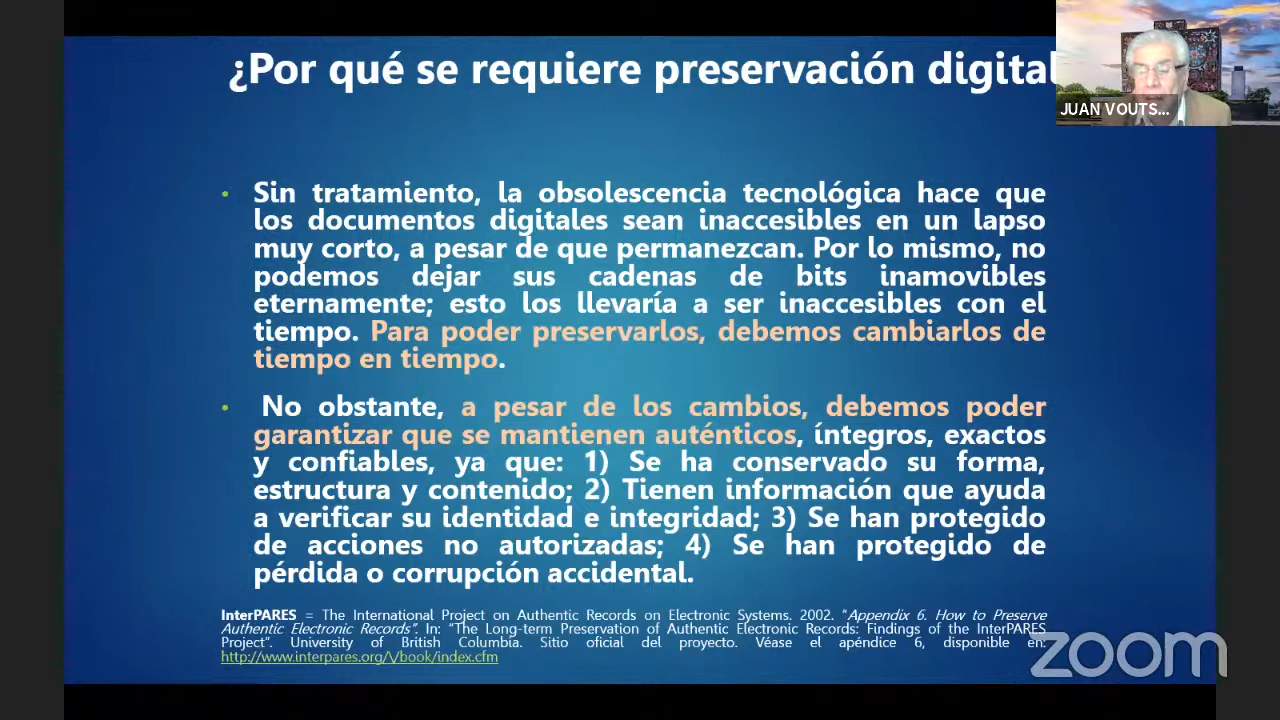 ¿Por qué se requiere preservación digital
JUAN VOUTS...
• Sin tratamiento, la obsolescencia tecnológica hace que
los documentos digitales sean inaccesibles en un lapso
muy corto, a pesar de que permanezcan. Por lo mismo, no
podemos dejar sus cadenas de bits inamovibles
eternamente; esto los llevaría a ser inaccesibles con el
tiempo. Para poder preservarlos, debemos cambiarlos de
tiempo en tiempo.
• No obstante, a pesar de los cambios, debemos poder
garantizar que se mantienen auténticos, íntegros, exactos
y confiables, ya que: 1) Se ha conservado su forma,
estructura y contenido; 2) Tienen información que ayuda
a verificar su identidad e integridad; 3) Se han protegido
de acciones no autorizadas; 4) Se han protegido de
pérdida o corrupción accidental.
InterPARES = The International Project on Authentic Records on Electronic Systems. 2002. "Appendix 6. How to Preserve
Authentic Electronic Records". In: "The Long-term Preservation of Authentic Electronic Records: Findings of the InterPARES
Project". University of British Columbia. Sitio oficial del proyecto. Véase el apéndice 6, disponible en:
http://www.interpares.org/\/book/index.cfm
zoom